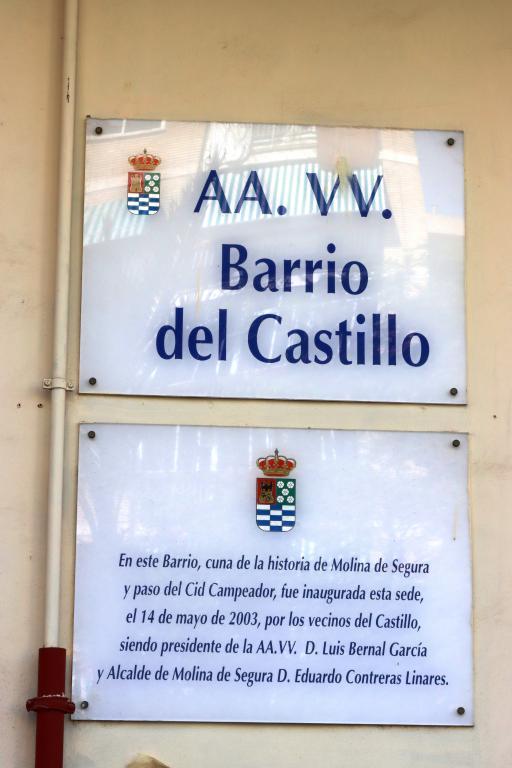 AA. VV.
Barrio
del Castillo
En este Barrio, cuna de la historia de Molina de Segura
y paso del Cid Campeador, fue inaugurada esta sede,
el 14 de mayo de 2003, por los vecinos del Castillo,
siendo presidente de la AA.VV. D. Luis Bernal García
y Alcalde de Molina de Segura D. Eduardo Contreras Linares.